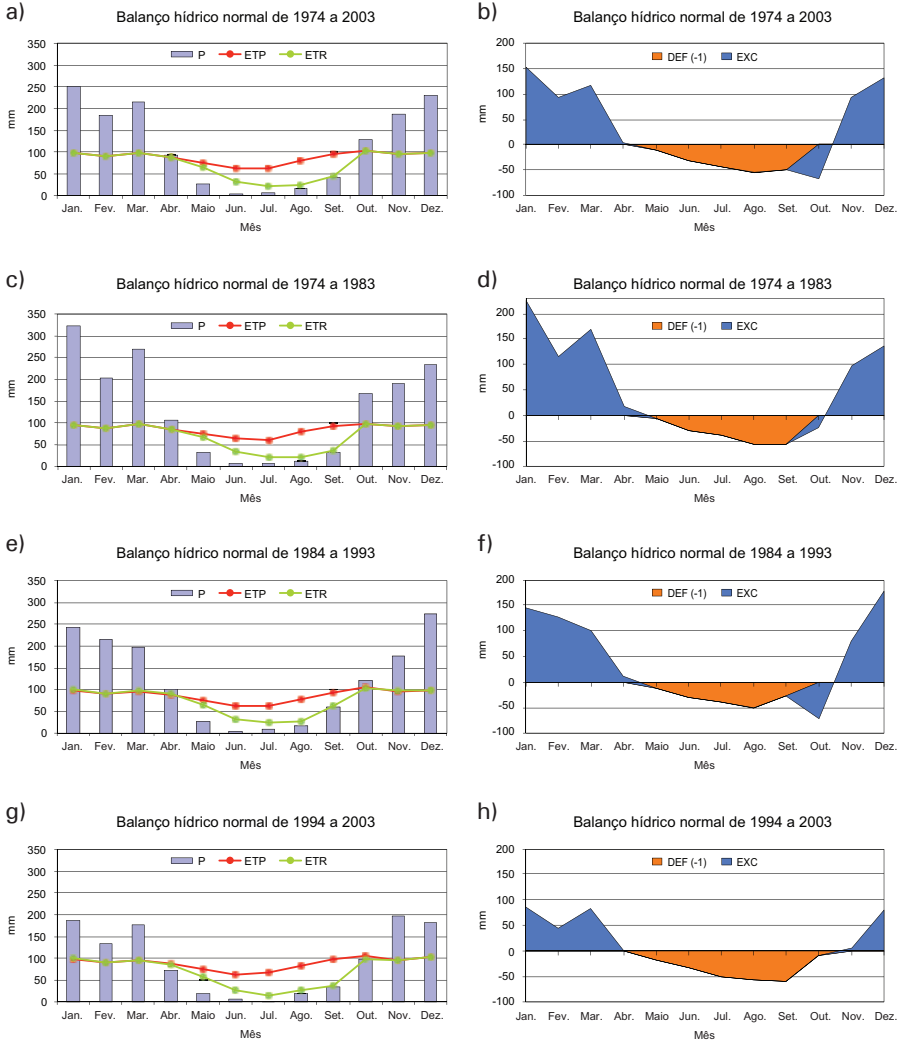 a)
Balanço hídrico normal de 1974 a 2003
P ETP ETR
350
300
250
200
150
100
50
0
mm
Jan. Fev. Mar. Abr. Maio Jun. Jul. Ago. Set. Out. Nov. Dez.
Mês
b)
Balanço hídrico normal de 1974 a 2003
DEF (-1) EXC
200
150
100
50
0
-50
-100
mm
Jan. Fev. Mar. Abr. Maio Jun. Jul. Ago. Set. Out. Nov. Dez.
Mês
c)
Balanço hídrico normal de 1974 a 1983
P ETP ETR
350
300
250
200
150
100
50
0
mm
Jan. Fev. Mar. Abr. Maio Jun. Jul. Ago. Set. Out. Nov. Dez.
Mês
d)
Balanço hídrico normal de 1974 a 1983
DEF (-1) EXC
200
150
100
50
0
-50
-100
mm
Jan. Fev. Mar. Abr. Maio Jun. Jul. Ago. Set. Out. Nov. Dez.
Mês
e)
Balanço hídrico normal de 1984 a 1993
P ETP ETR
350
300
250
200
150
100
50
0
mm
Jan. Fev. Mar. Abr. Maio Jun. Jul. Ago. Set. Out. Nov. Dez.
Mês
f)
Balanço hídrico normal de 1984 a 1993
DEF (-1) EXC
200
150
100
50
0
-50
-100
mm
Jan. Fev. Mar. Abr. Maio Jun. Jul. Ago. Set. Out. Nov. Dez.
Mês
g)
Balanço hídrico normal de 1994 a 2003
P ETP ETR
350
300
250
200
150
100
50
0
mm
Jan. Fev. Mar. Abr. Maio Jun. Jul. Ago. Set. Out. Nov. Dez.
Mês
h)
Balanço hídrico normal de 1994 a 2003
DEF (-1) EXC
200
150
100
50
0
-50
-100
mm
Jan. Fev. Mar. Abr. Maio Jun. Jul. Ago. Set. Out. Nov. Dez.
Mês